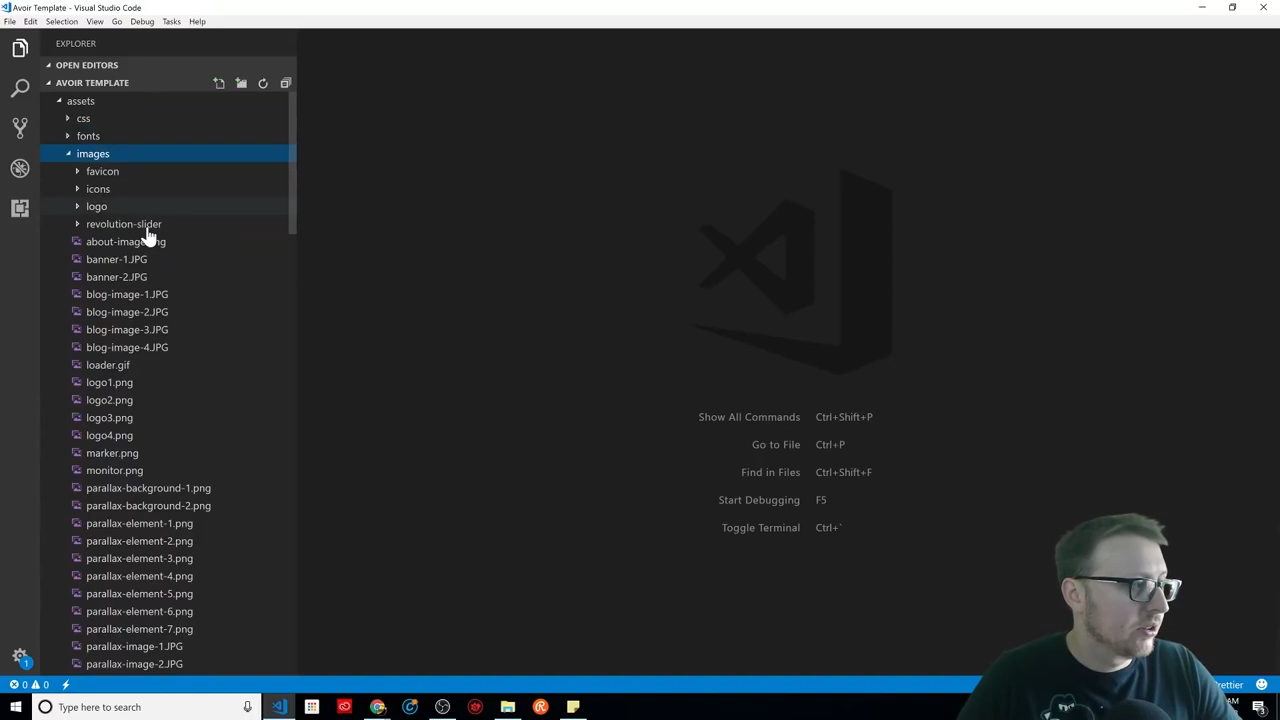 Avoir Template - Visual Studio Code
File Edit Selection View Go Debug Tasks Help
EXPLORER
OPEN EDITORS
AVOIR TEMPLATE
assets
css
fonts
images
favicon
icons
logo
revolution-slider
banner-1.JPG
banner-2.JPG
blog-image-1.JPG
blog-image-2.JPG
blog-image-3.JPG
blog-image-4.JPG
loader.gif
logo1.png
logo2.png
logo3.png
logo4.png
marker.png
monitor.png
parallax-background-1.png
parallax-background-2.png
parallax-element-1.png
parallax-element-2.png
parallax-element-3.png
parallax-element-4.png
parallax-element-5.png
parallax-element-6.png
parallax-element-7.png
parallax-image-1.JPG
parallax-image-2.JPG
Show All Commands Ctrl+Shift+P
Go to File Ctrl+P
Find in Files Ctrl+Shift+F
Start Debugging F5
Toggle Terminal Ctrl+`
1
0 0
Type here to search